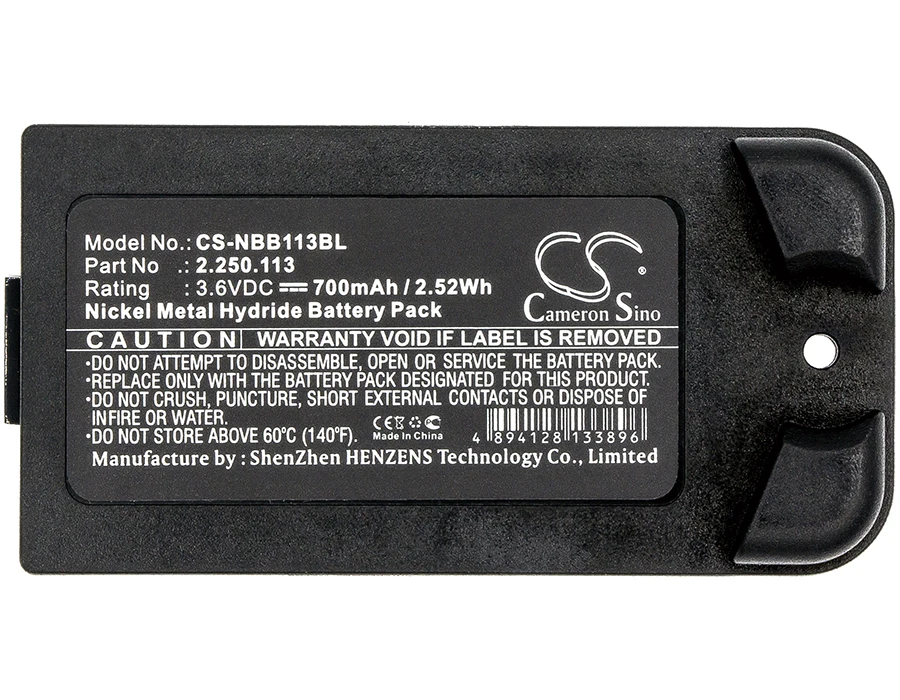 Model No.: CS-NBB113BL
Part No .: 2.250.113
Rating : 3.6VDC 700mAh / 2.52Wh
Nickel Metal Hydride Battery Pack
CS ®
Cameron Sino
CAUTION WARRANTY VOID IF LABEL IS REMOVED
•DO NOT ATTEMPT TO DISASSEMBLE, OPEN OR SERVICE THE BATTERY PACK.
•REPLACE ONLY WITH THE BATTERY PACK DESIGNATED FOR THIS MACHINE.
•DO NOT CRUSH, PUNCTURE, SHORT EXTERNAL CONTACTS OR DISPOSE OF
INFIRE OR WATER.
•DO NOT STORE ABOVE 60°C (140°F).
CE
Made In China
4 894128 133896
Manufacture by : ShenZhen HENZENS Technology Co., Limited